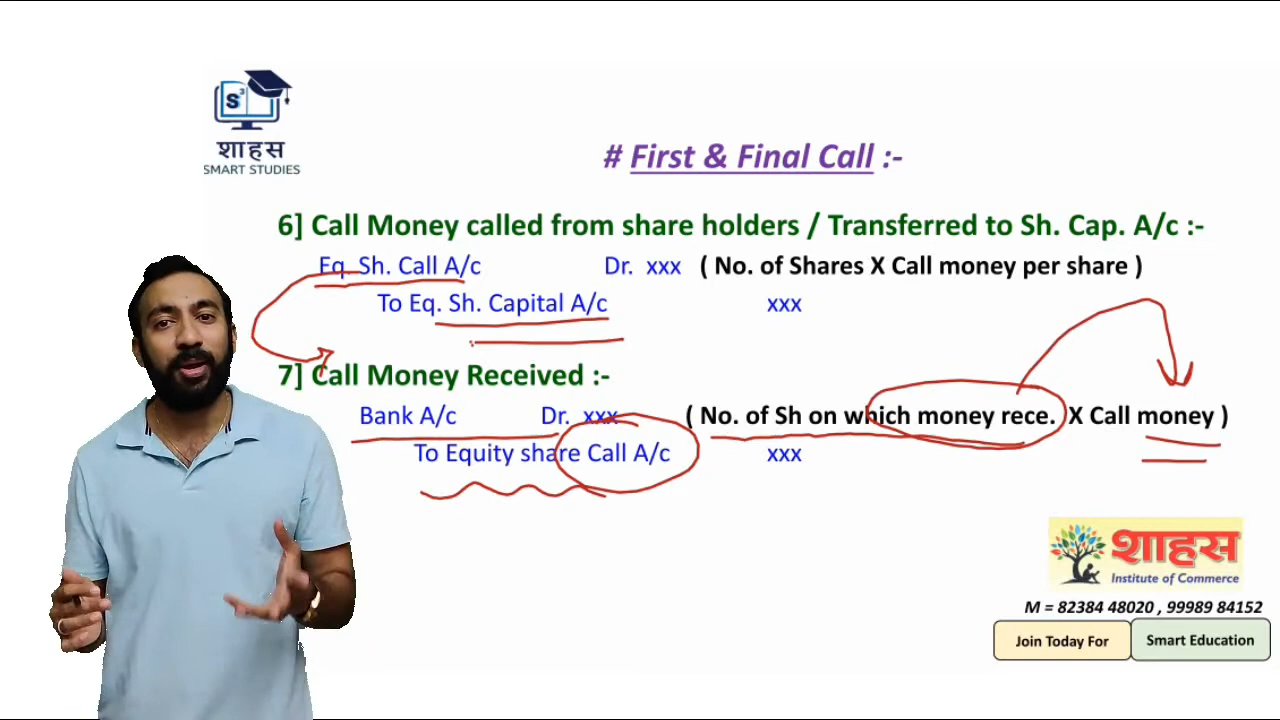 S³
शाहस
SMART STUDIES
# First & Final Call :-
6] Call Money called from share holders / Transferred to Sh. Cap. A/c :-
Eq. Sh. Call A/c Dr. xxx ( No. of Shares X Call money per share )
To Eq. Sh. Capital A/c xxx
7] Call Money Received :-
Bank A/c Dr. xxx ( No. of Sh on which money rece. X Call money )
To Equity share Call A/c xxx
शाहस
Institute of Commerce
M = 82384 48020 , 99989 84152
Join Today For Smart Education